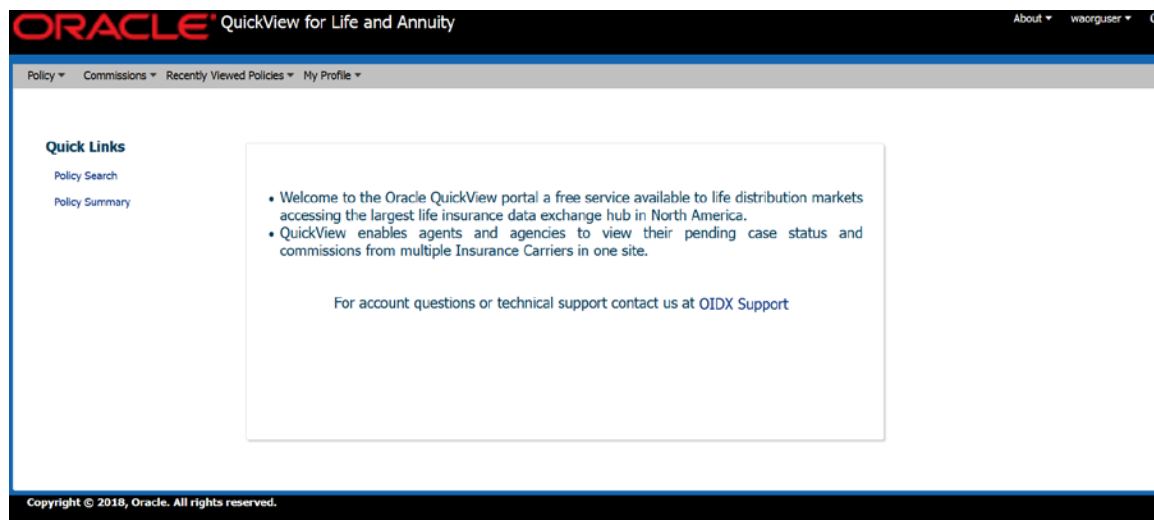 ORACLE® QuickView for Life and Annuity
About waorguser
Policy Commissions Recently Viewed Policies My Profile
Quick Links
Policy Search
Policy Summary
• Welcome to the Oracle QuickView portal a free service available to life distribution markets
accessing the largest life insurance data exchange hub in North America.
• QuickView enables agents and agencies to view their pending case status and
commissions from multiple Insurance Carriers in one site.
For account questions or technical support contact us at OIDX Support
Copyright © 2018, Oracle. All rights reserved.